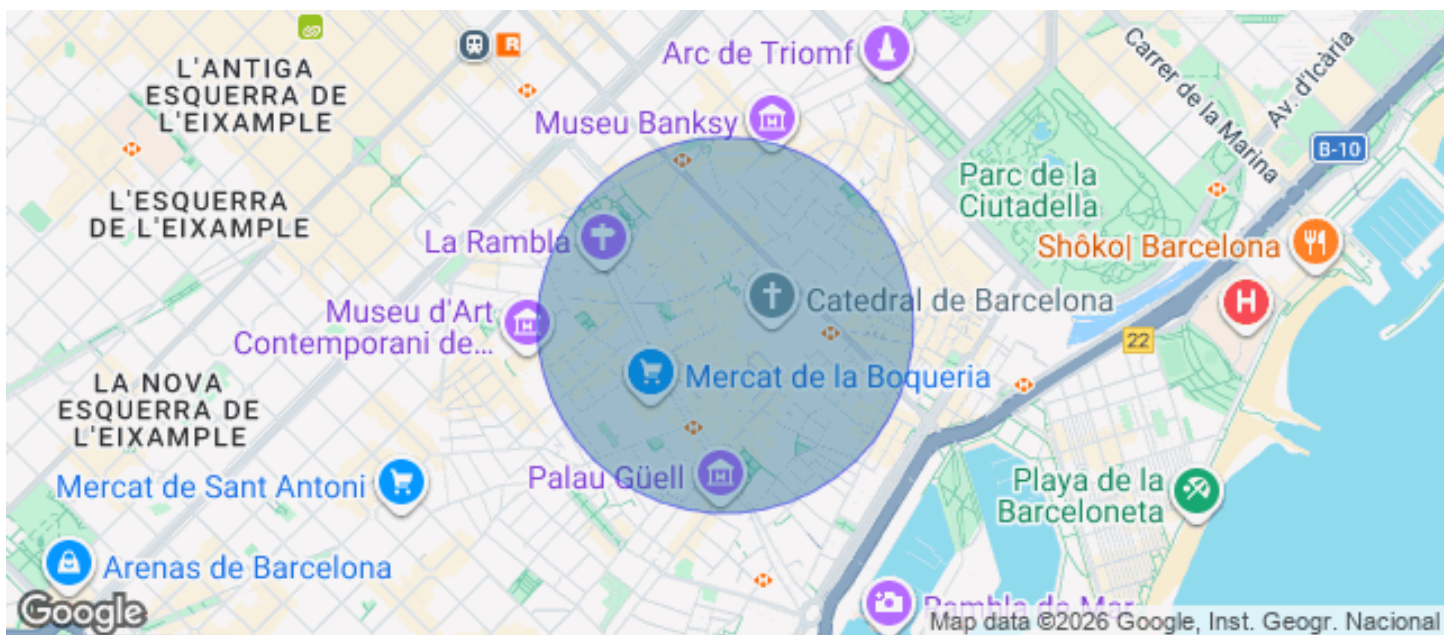 L'ANTIGA
ESQUERRA DE
L'EIXAMPLE
R
Arc de Triomf
Museu Banksy
Carrer de la Marina
Av. d'Icària
B-10
L'ESQUERRA
DE L'EIXAMPLE
La Rambla
Parc de la
Ciutadella
Shôko| Barcelona
Catedral de Barcelona
H
Museu d'Art
Contemporani de...
22
Mercat de la Boqueria
LA NOVA
ESQUERRA DE
L'EIXAMPLE
Mercat de Sant Antoni
Palau Güell
Playa de la
Barceloneta
Arenas de Barcelona
Rambla de Mar
Google
Map data ©2026 Google, Inst. Geogr. Nacional